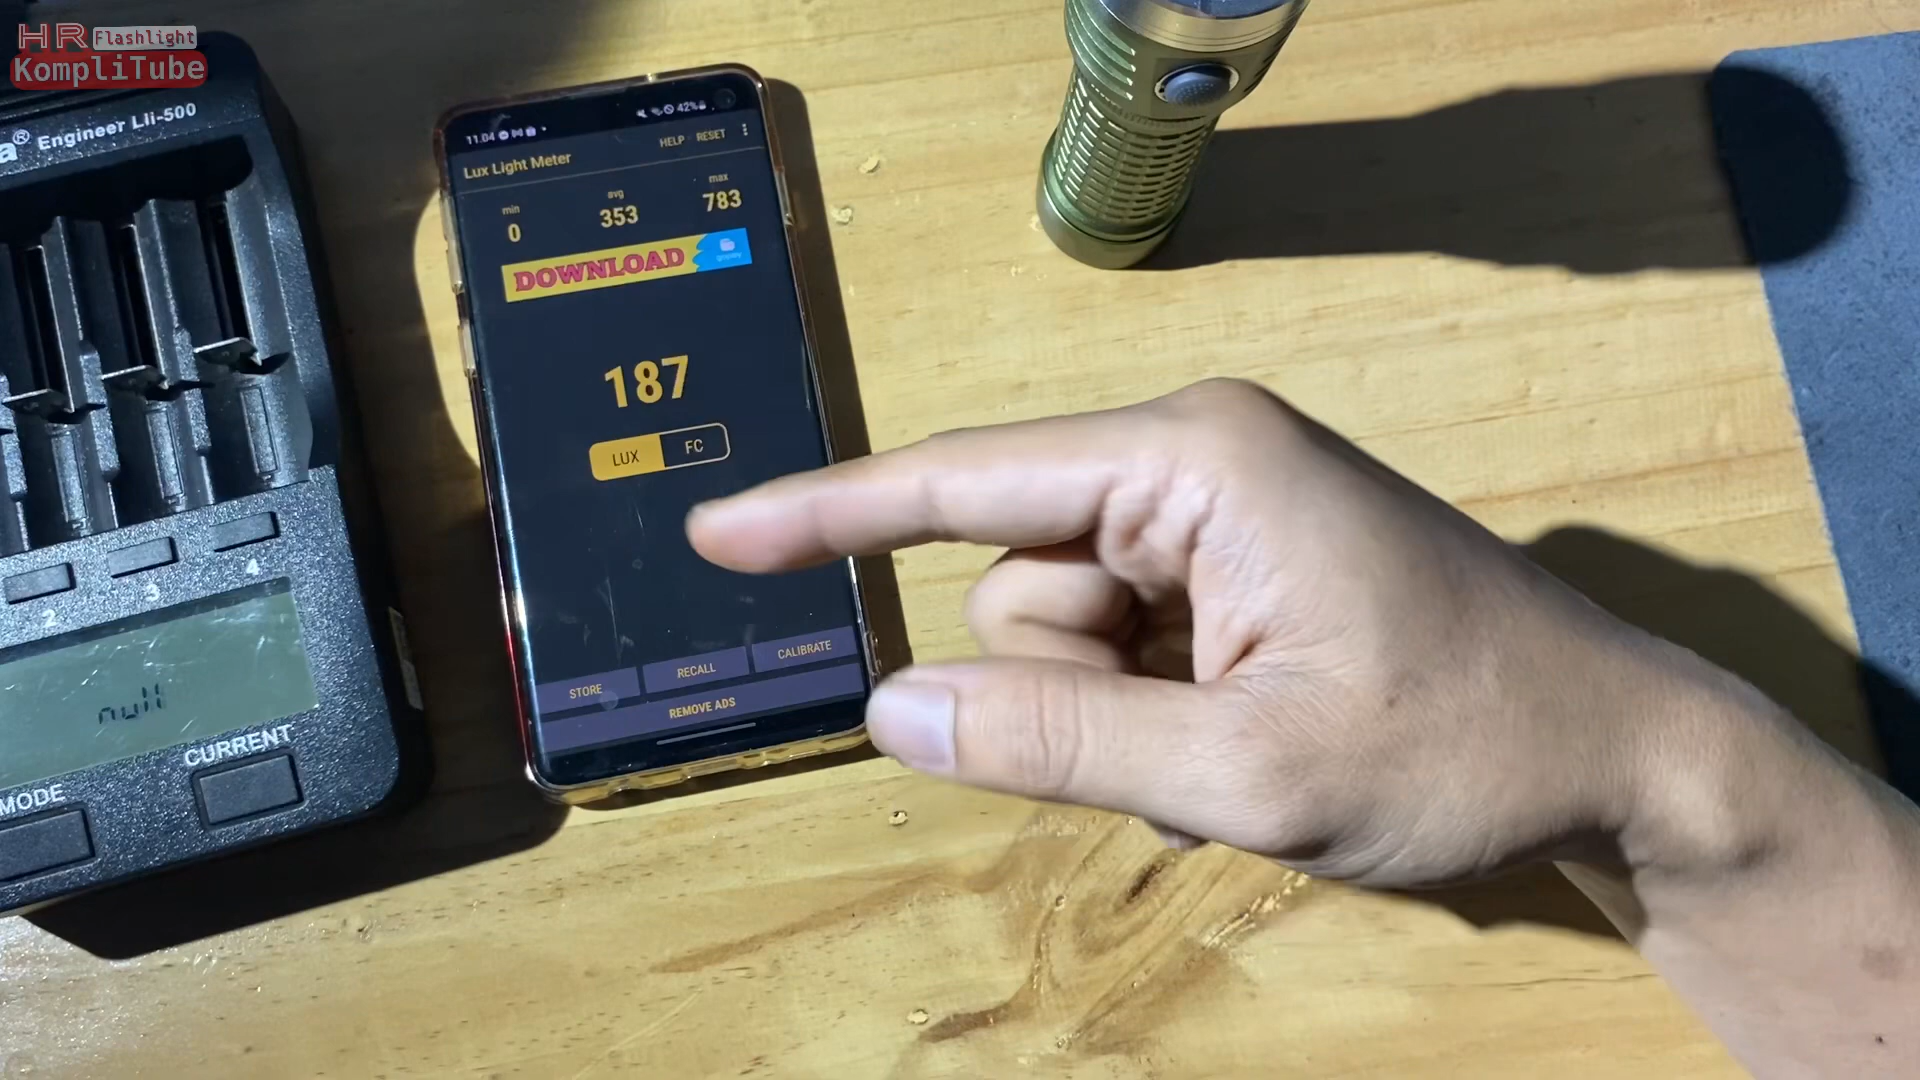 HR Flashlight
KompliTube
a® Engineer Lii-500
2 3 4
null
CURRENT
MODE
11.04 42%
HELP RESET
Lux Light Meter
min avg max
0 353 783
DOWNLOAD
187
LUX FC
STORE RECALL CALIBRATE
REMOVE ADS